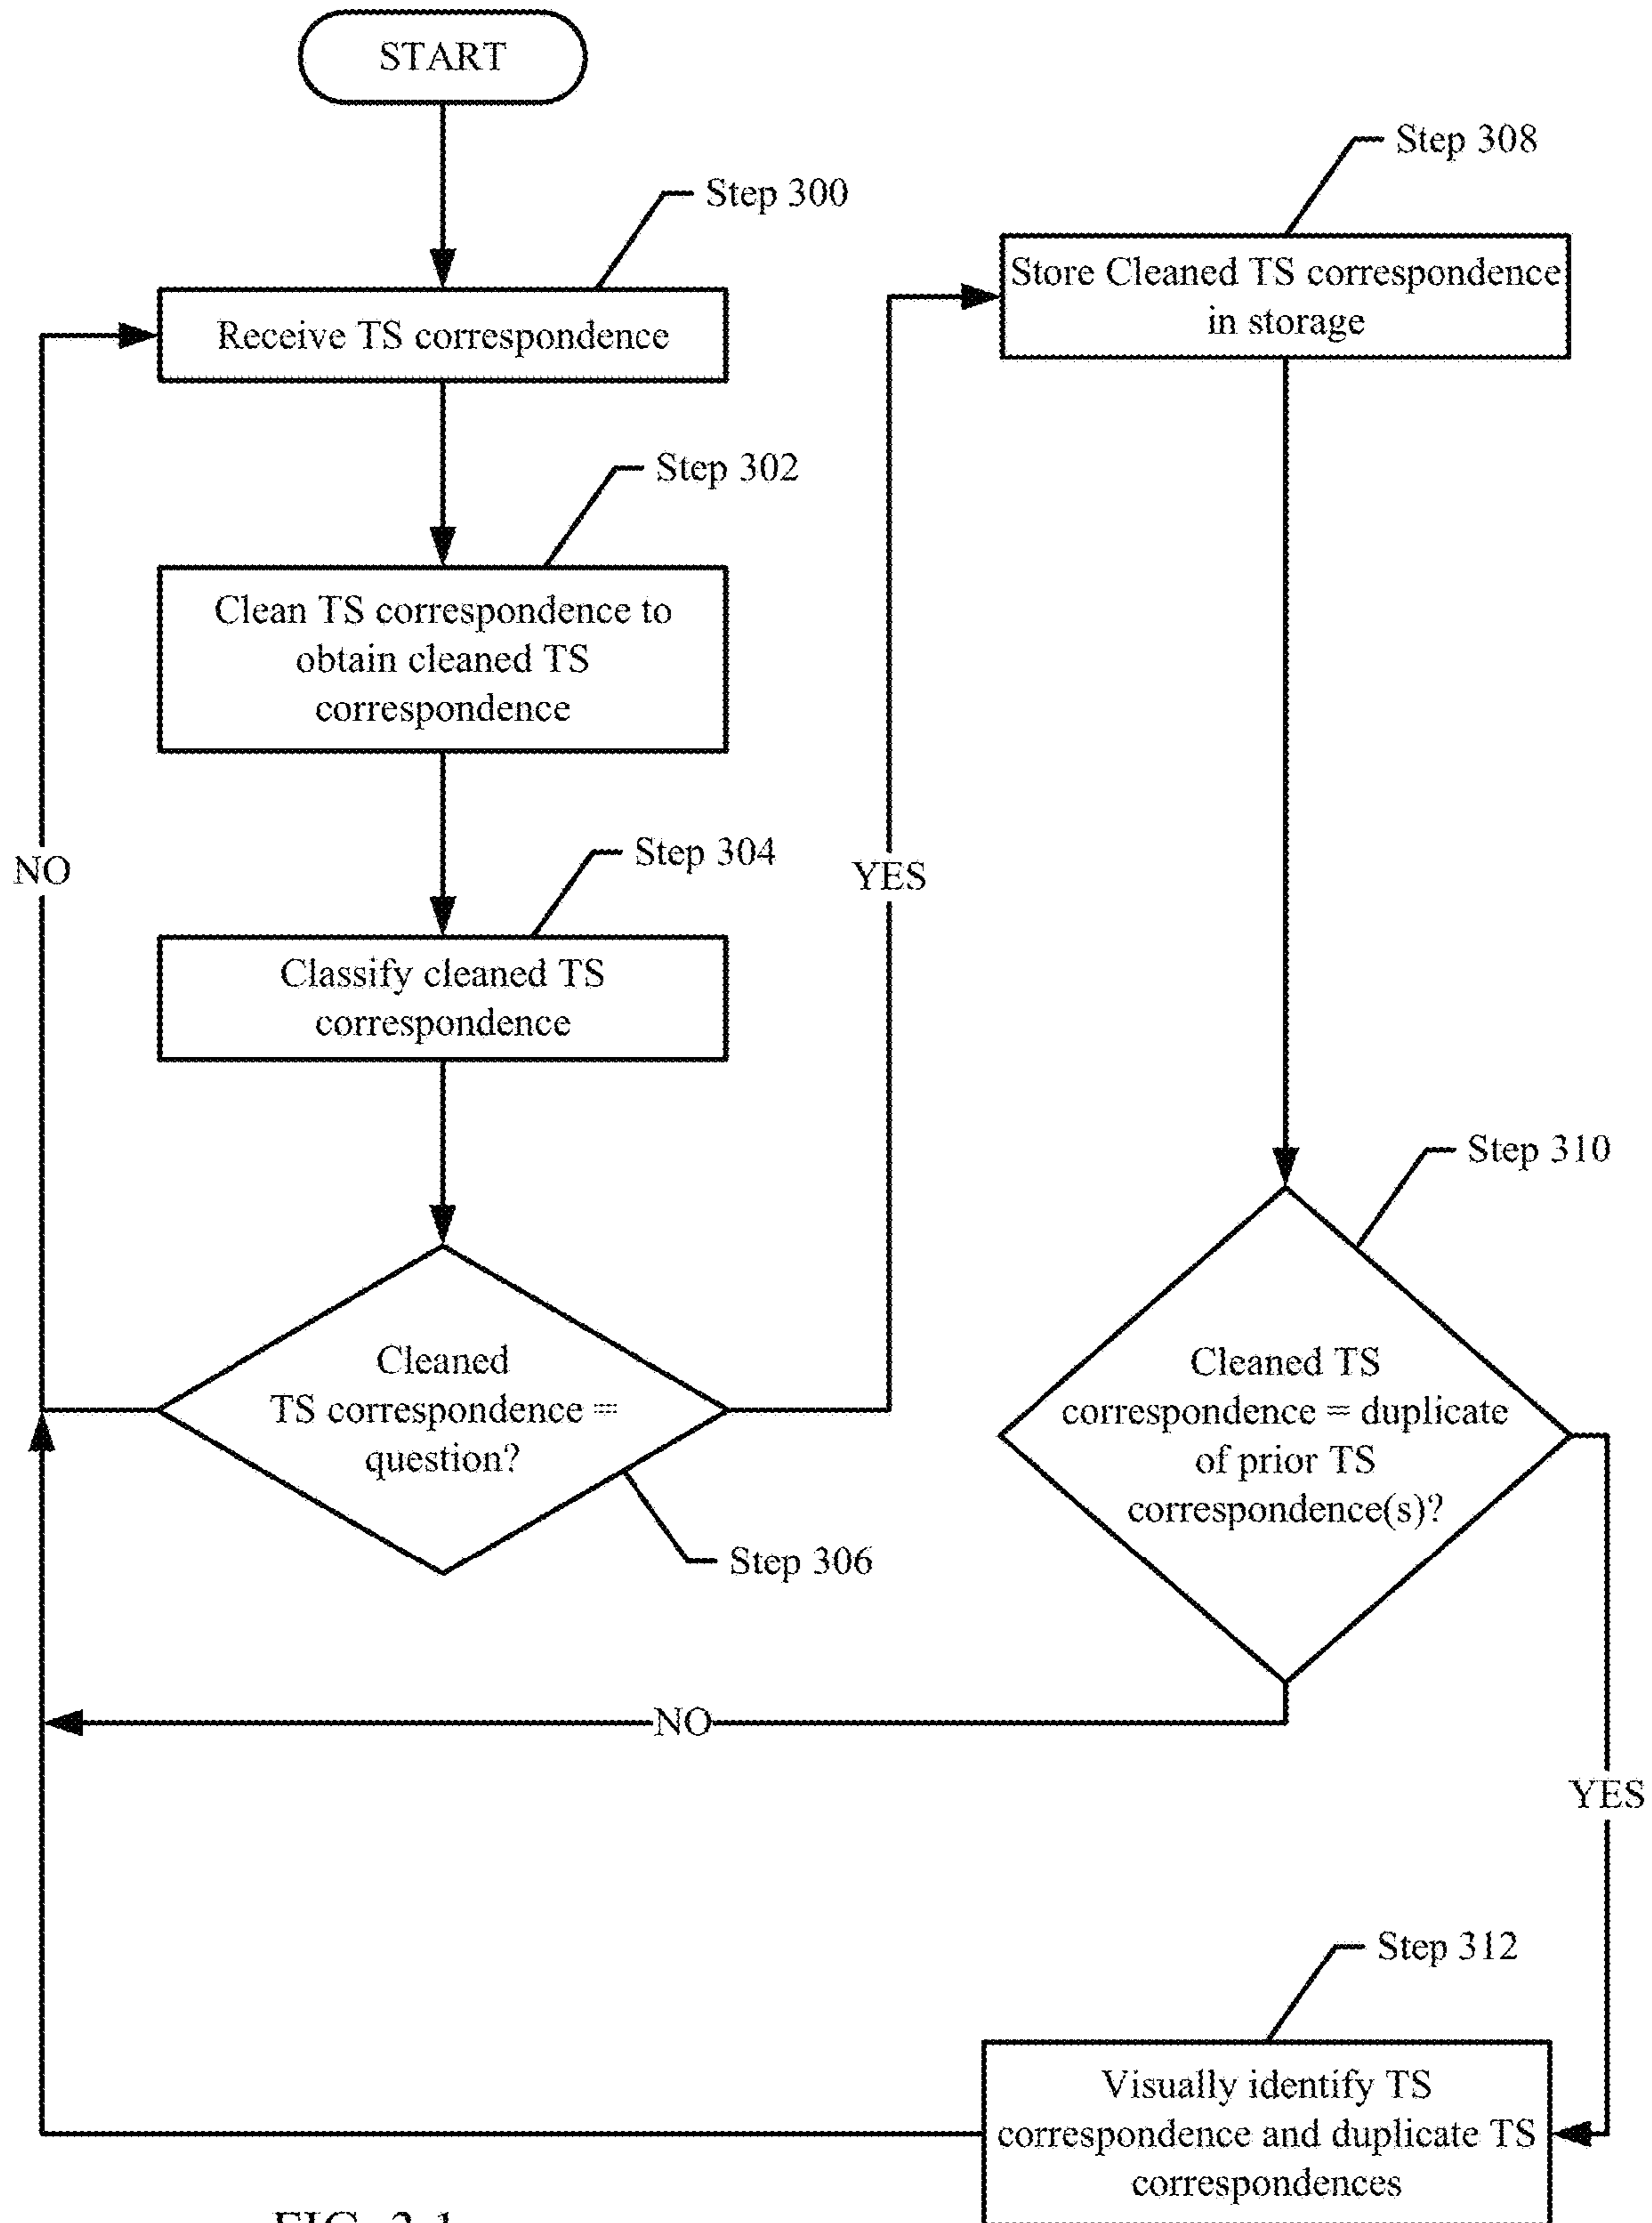 START
Step 300
Receive TS correspondence
Step 302
Clean TS correspondence to
obtain cleaned TS
correspondence
Step 304
Classify cleaned TS
correspondence
NO
YES
Cleaned
TS correspondence =
question?
Step 306
Step 308
Store Cleaned TS correspondence
in storage
Step 310
Cleaned TS
correspondence = duplicate
of prior TS
correspondence(s)?
NO
YES
Step 312
Visually identify TS
correspondence and duplicate TS
correspondences